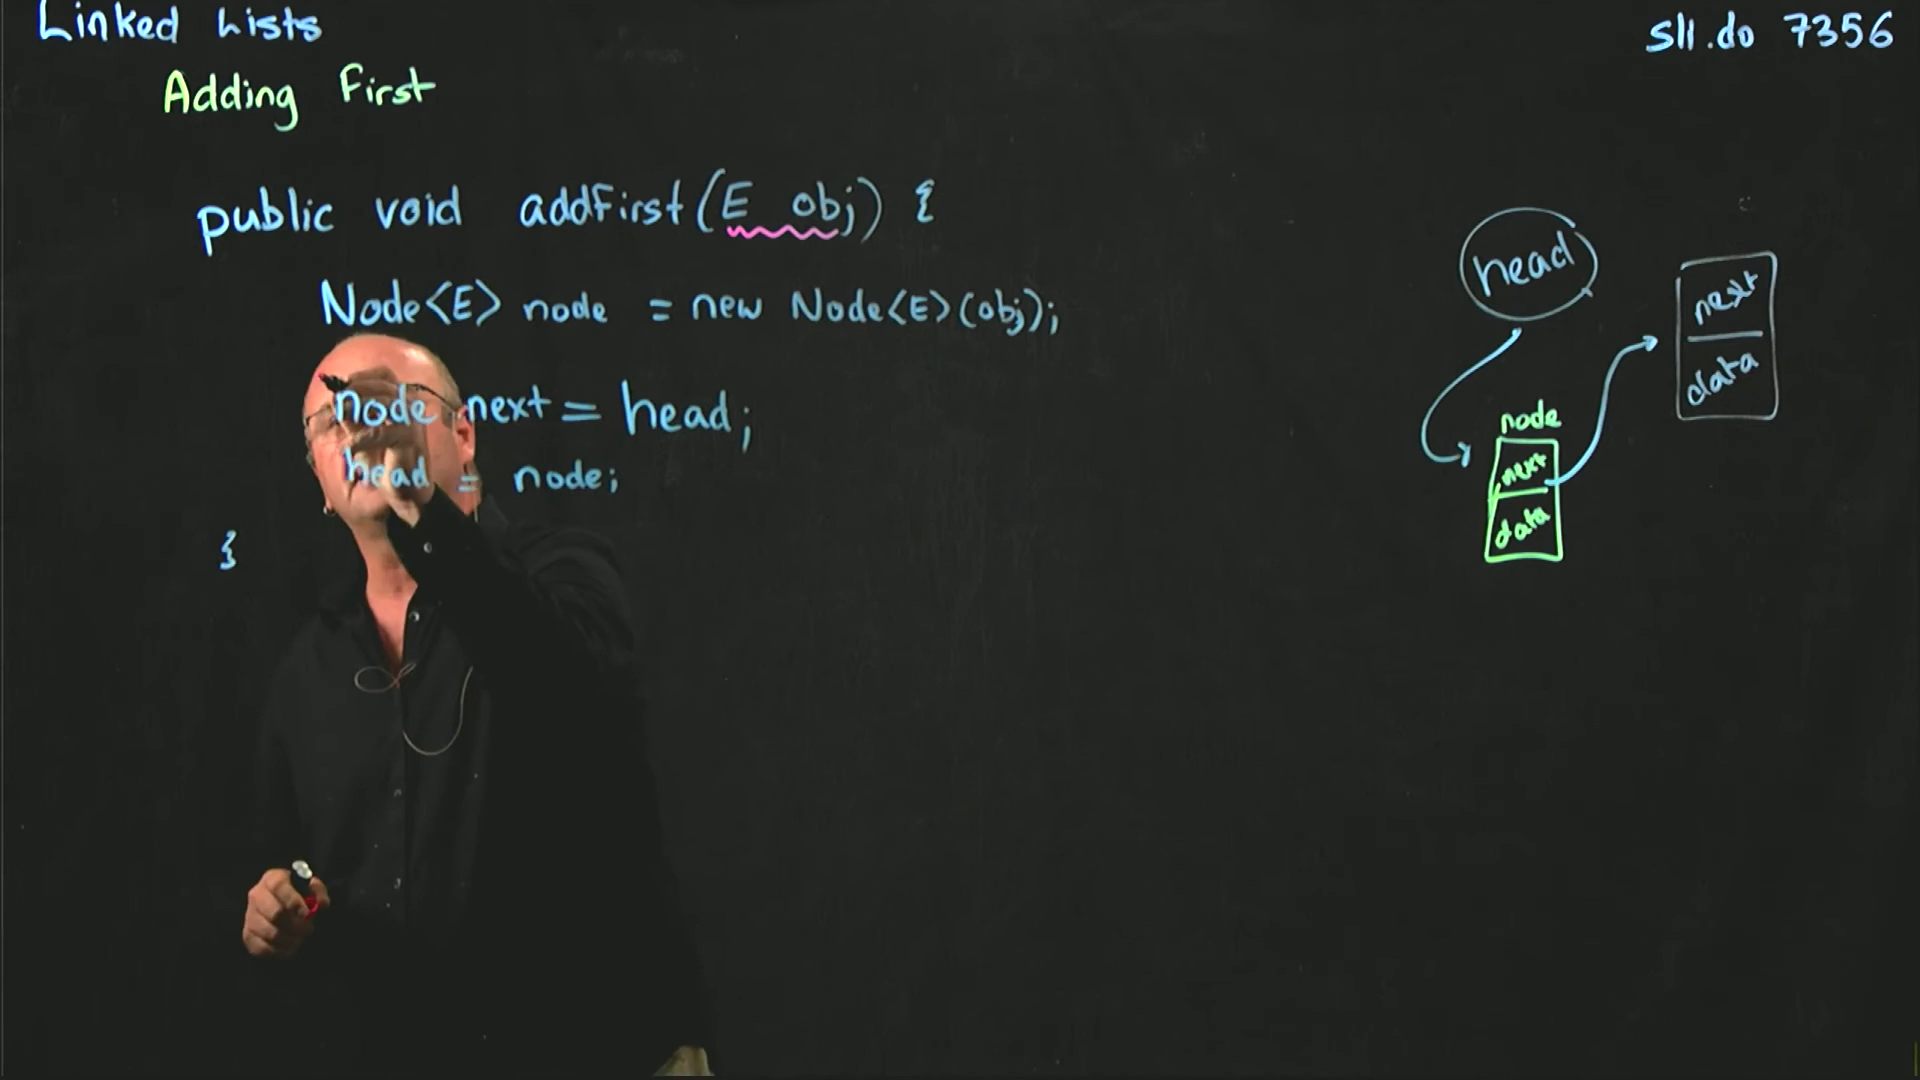 Linked Lists
sli.do 7356
Adding First
public void addFirst(E obj) {
Node<E> node = new Node<E>(obj);
node next = head;
head = node;
}
head
next
data
node
next
data